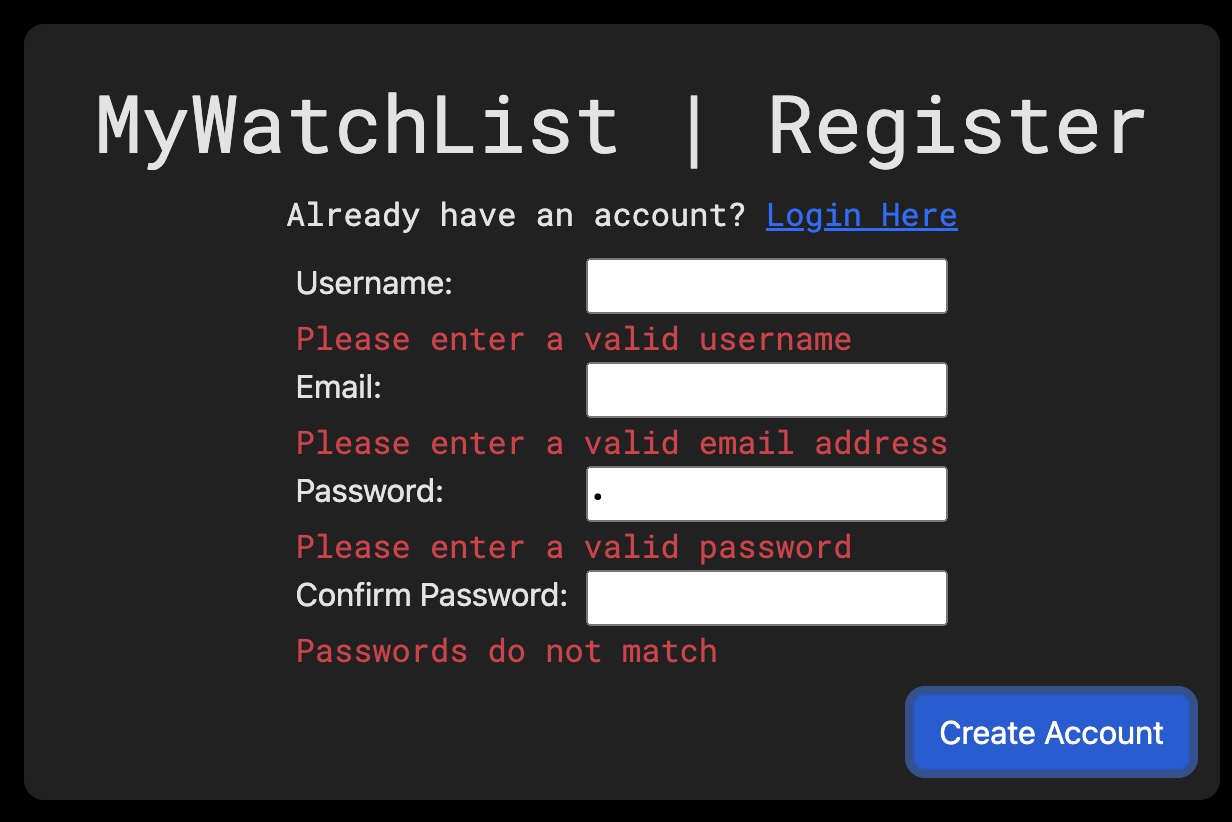 MyWatchList | Register
Already have an account? Login Here
Username:
Please enter a valid username
Email:
Please enter a valid email address
Password: •
Please enter a valid password
Confirm Password:
Passwords do not match
Create Account